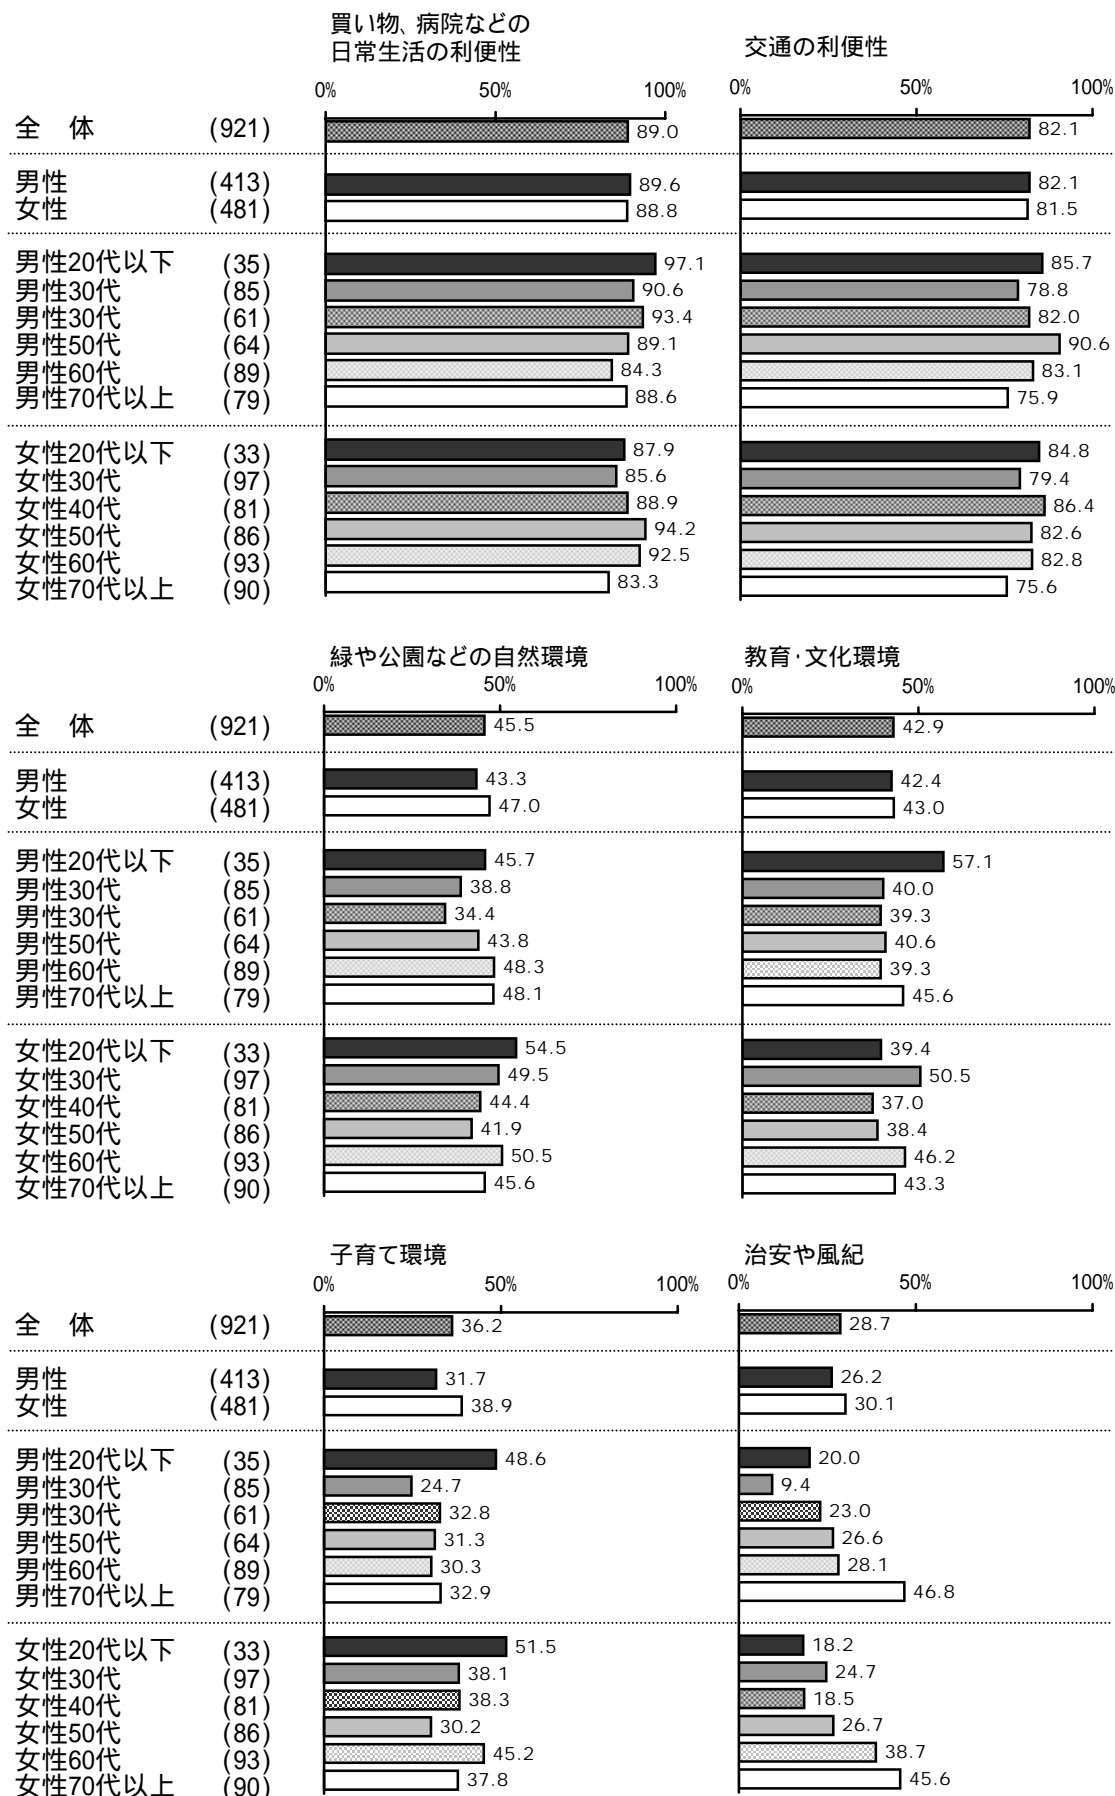 買い物、病院などの
日常生活の利便性
交通の利便性
0% 50% 100% 0% 50% 100%
全 体 (921) 89.0 82.1
男性 (413) 89.6 82.1
女性 (481) 88.8 81.5
男性20代以下 (35) 97.1 85.7
男性30代 (85) 90.6 78.8
男性30代 (61) 93.4 82.0
男性50代 (64) 89.1 90.6
男性60代 (89) 84.3 83.1
男性70代以上 (79) 88.6 75.9
女性20代以下 (33) 87.9 84.8
女性30代 (97) 85.6 79.4
女性40代 (81) 88.9 86.4
女性50代 (86) 94.2 82.6
女性60代 (93) 92.5 82.8
女性70代以上 (90) 83.3 75.6
緑や公園などの自然環境 教育・文化環境
0% 50% 100% 0% 50% 100%
全 体 (921) 45.5 42.9
男性 (413) 43.3 42.4
女性 (481) 47.0 43.0
男性20代以下 (35) 45.7 57.1
男性30代 (85) 38.8 40.0
男性30代 (61) 34.4 39.3
男性50代 (64) 43.8 40.6
男性60代 (89) 48.3 39.3
男性70代以上 (79) 48.1 45.6
女性20代以下 (33) 54.5 39.4
女性30代 (97) 49.5 50.5
女性40代 (81) 44.4 37.0
女性50代 (86) 41.9 38.4
女性60代 (93) 50.5 46.2
女性70代以上 (90) 45.6 43.3
子育て環境 治安や風紀
0% 50% 100% 0% 50% 100%
全 体 (921) 36.2 28.7
男性 (413) 31.7 26.2
女性 (481) 38.9 30.1
男性20代以下 (35) 48.6 20.0
男性30代 (85) 24.7 9.4
男性30代 (61) 32.8 23.0
男性50代 (64) 31.3 26.6
男性60代 (89) 30.3 28.1
男性70代以上 (79) 32.9 46.8
女性20代以下 (33) 51.5 18.2
女性30代 (97) 38.1 24.7
女性40代 (81) 38.3 18.5
女性50代 (86) 30.2 26.7
女性60代 (93) 45.2 38.7
女性70代以上 (90) 37.8 45.6